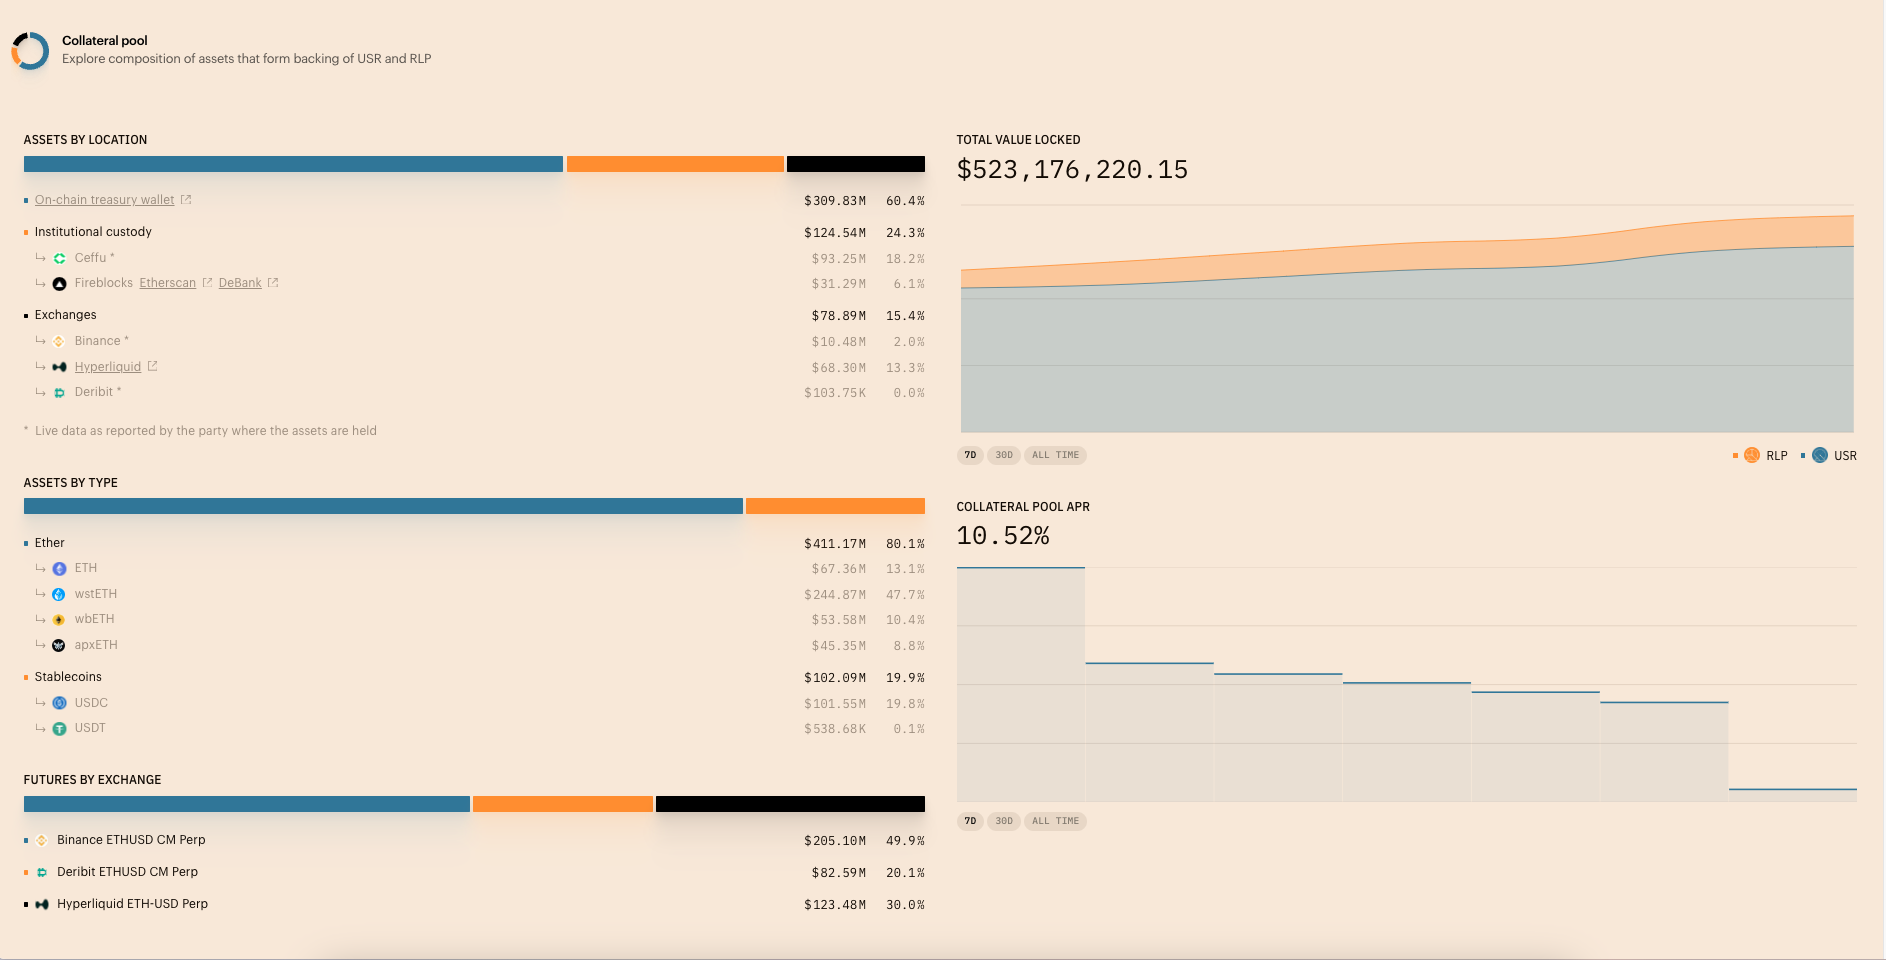 Collateral pool
Explore composition of assets that form backing of USR and RLP
ASSETS BY LOCATION
On-chain treasury wallet $309.83M 60.4%
Institutional custody $124.54M 24.3%
Ceffu * $93.25M 18.2%
Fireblocks Etherscan DeBank $31.29M 6.1%
Exchanges $78.89M 15.4%
Binance * $10.48M 2.0%
Hyperliquid $68.30M 13.3%
Deribit * $103.75K 0.0%
* Live data as reported by the party where the assets are held
ASSETS BY TYPE
Ether $411.17M 80.1%
ETH $67.36M 13.1%
wstETH $244.87M 47.7%
wbETH $53.58M 10.4%
apxETH $45.35M 8.8%
Stablecoins $102.09M 19.9%
USDC $101.55M 19.8%
USDT $538.68K 0.1%
FUTURES BY EXCHANGE
Binance ETHUSD CM Perp $205.10M 49.9%
Deribit ETHUSD CM Perp $82.59M 20.1%
Hyperliquid ETH-USD Perp $123.48M 30.0%
TOTAL VALUE LOCKED
$523,176,220.15
7D 30D ALL TIME RLP USR
COLLATERAL POOL APR
10.52%
7D 30D ALL TIME